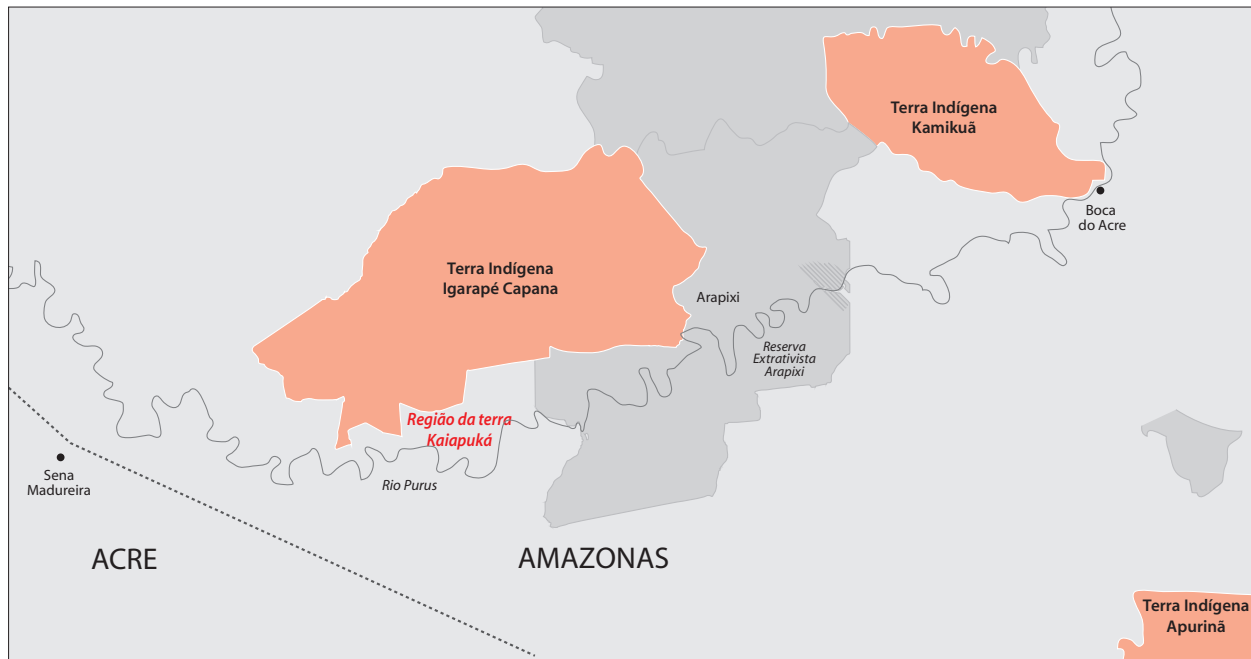 Terra Indígena
Kamikuã
Boca
do Acre
Terra Indígena
Igarapé Capana
Arapixi
Reserva
Extrativista
Arapixi
Região da terra
Kaiapuká
Sena
Madureira
Rio Purus
ACRE
AMAZONAS
Terra Indígena
Apurinã